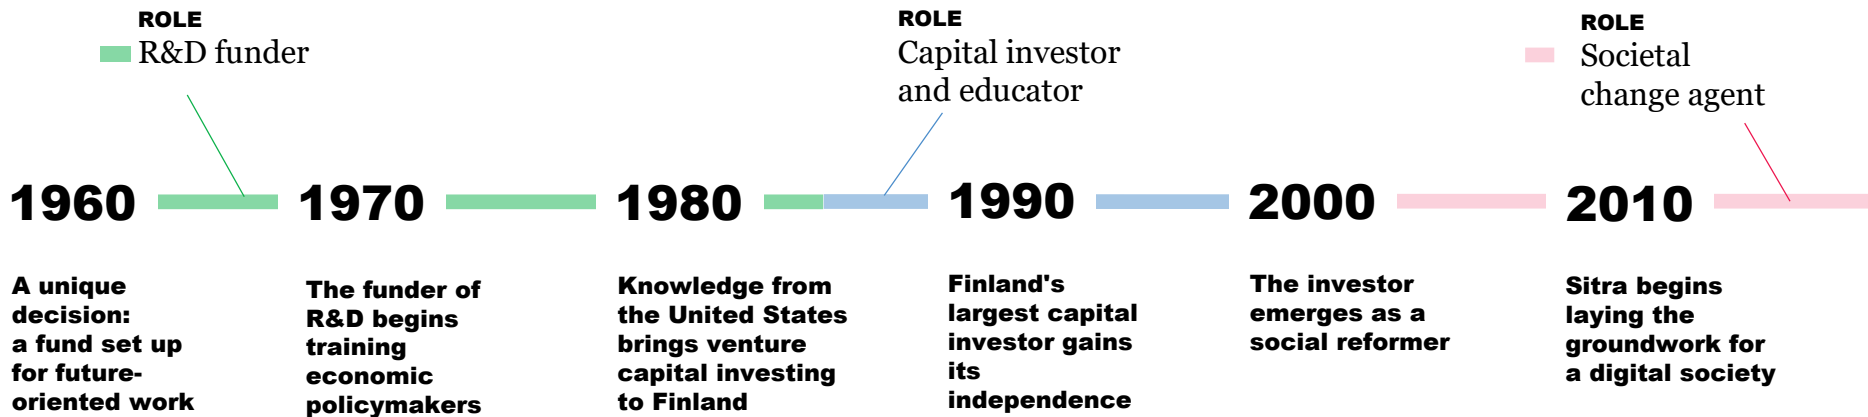 ROLE
R&D funder
ROLE
Capital investor
and educator
ROLE
Societal
change agent
1960
1970
1980
1990
2000
2010
A unique
decision:
a fund set up
for future-
oriented work
The funder of
R&D begins
training
economic
policymakers
Knowledge from
the United States
brings venture
capital investing
to Finland
Finland's
largest capital
investor gains
its
independence
The investor
emerges as a
social reformer
Sitra begins
laying the
groundwork for
a digital society